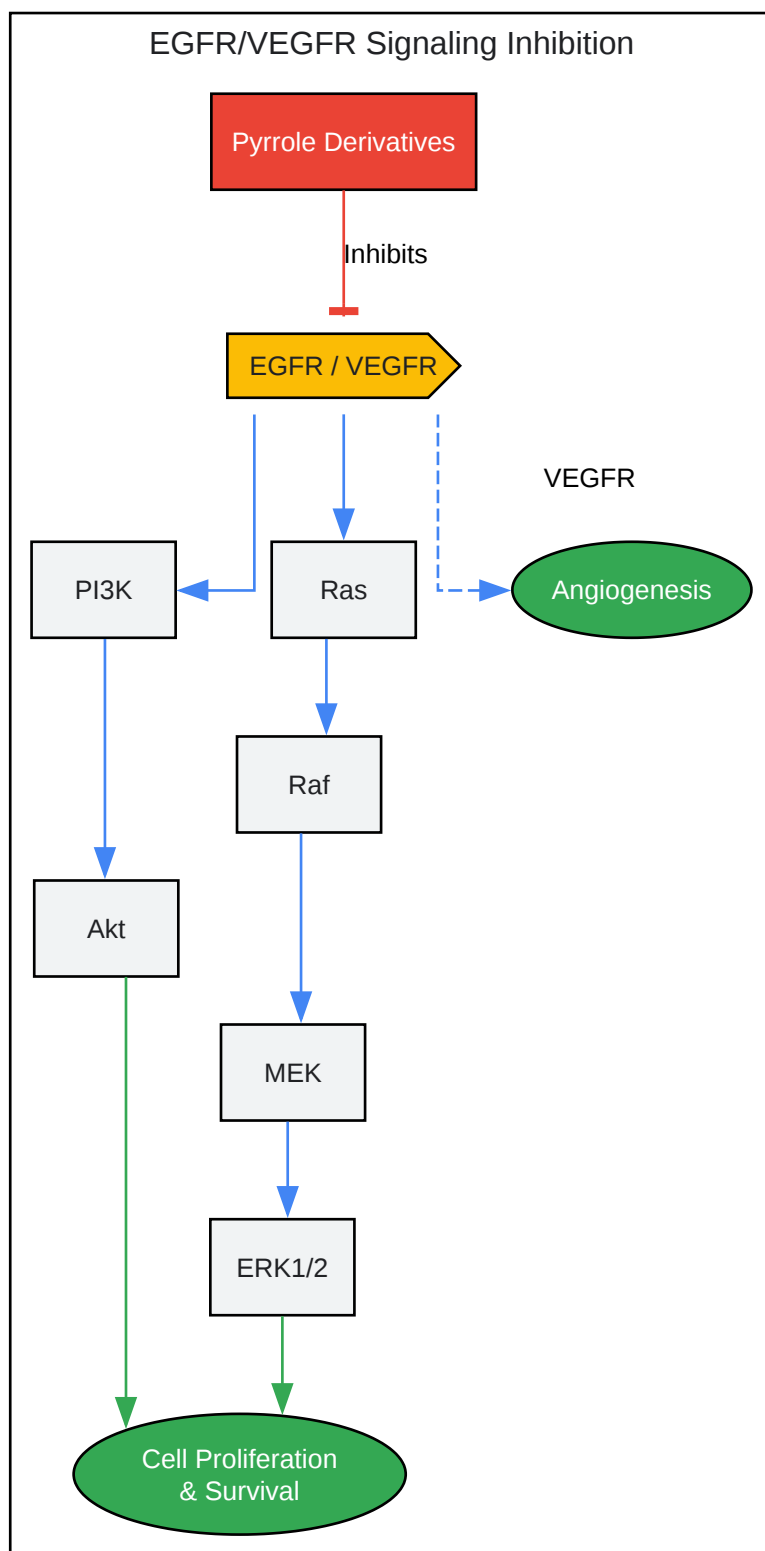 EGFR/VEGFR Signaling Inhibition
Pyrrole Derivatives
Inhibits
EGFR / VEGFR
VEGFR
PI3K
Ras
Angiogenesis
Raf
Akt
MEK
ERK1/2
Cell Proliferation
& Survival